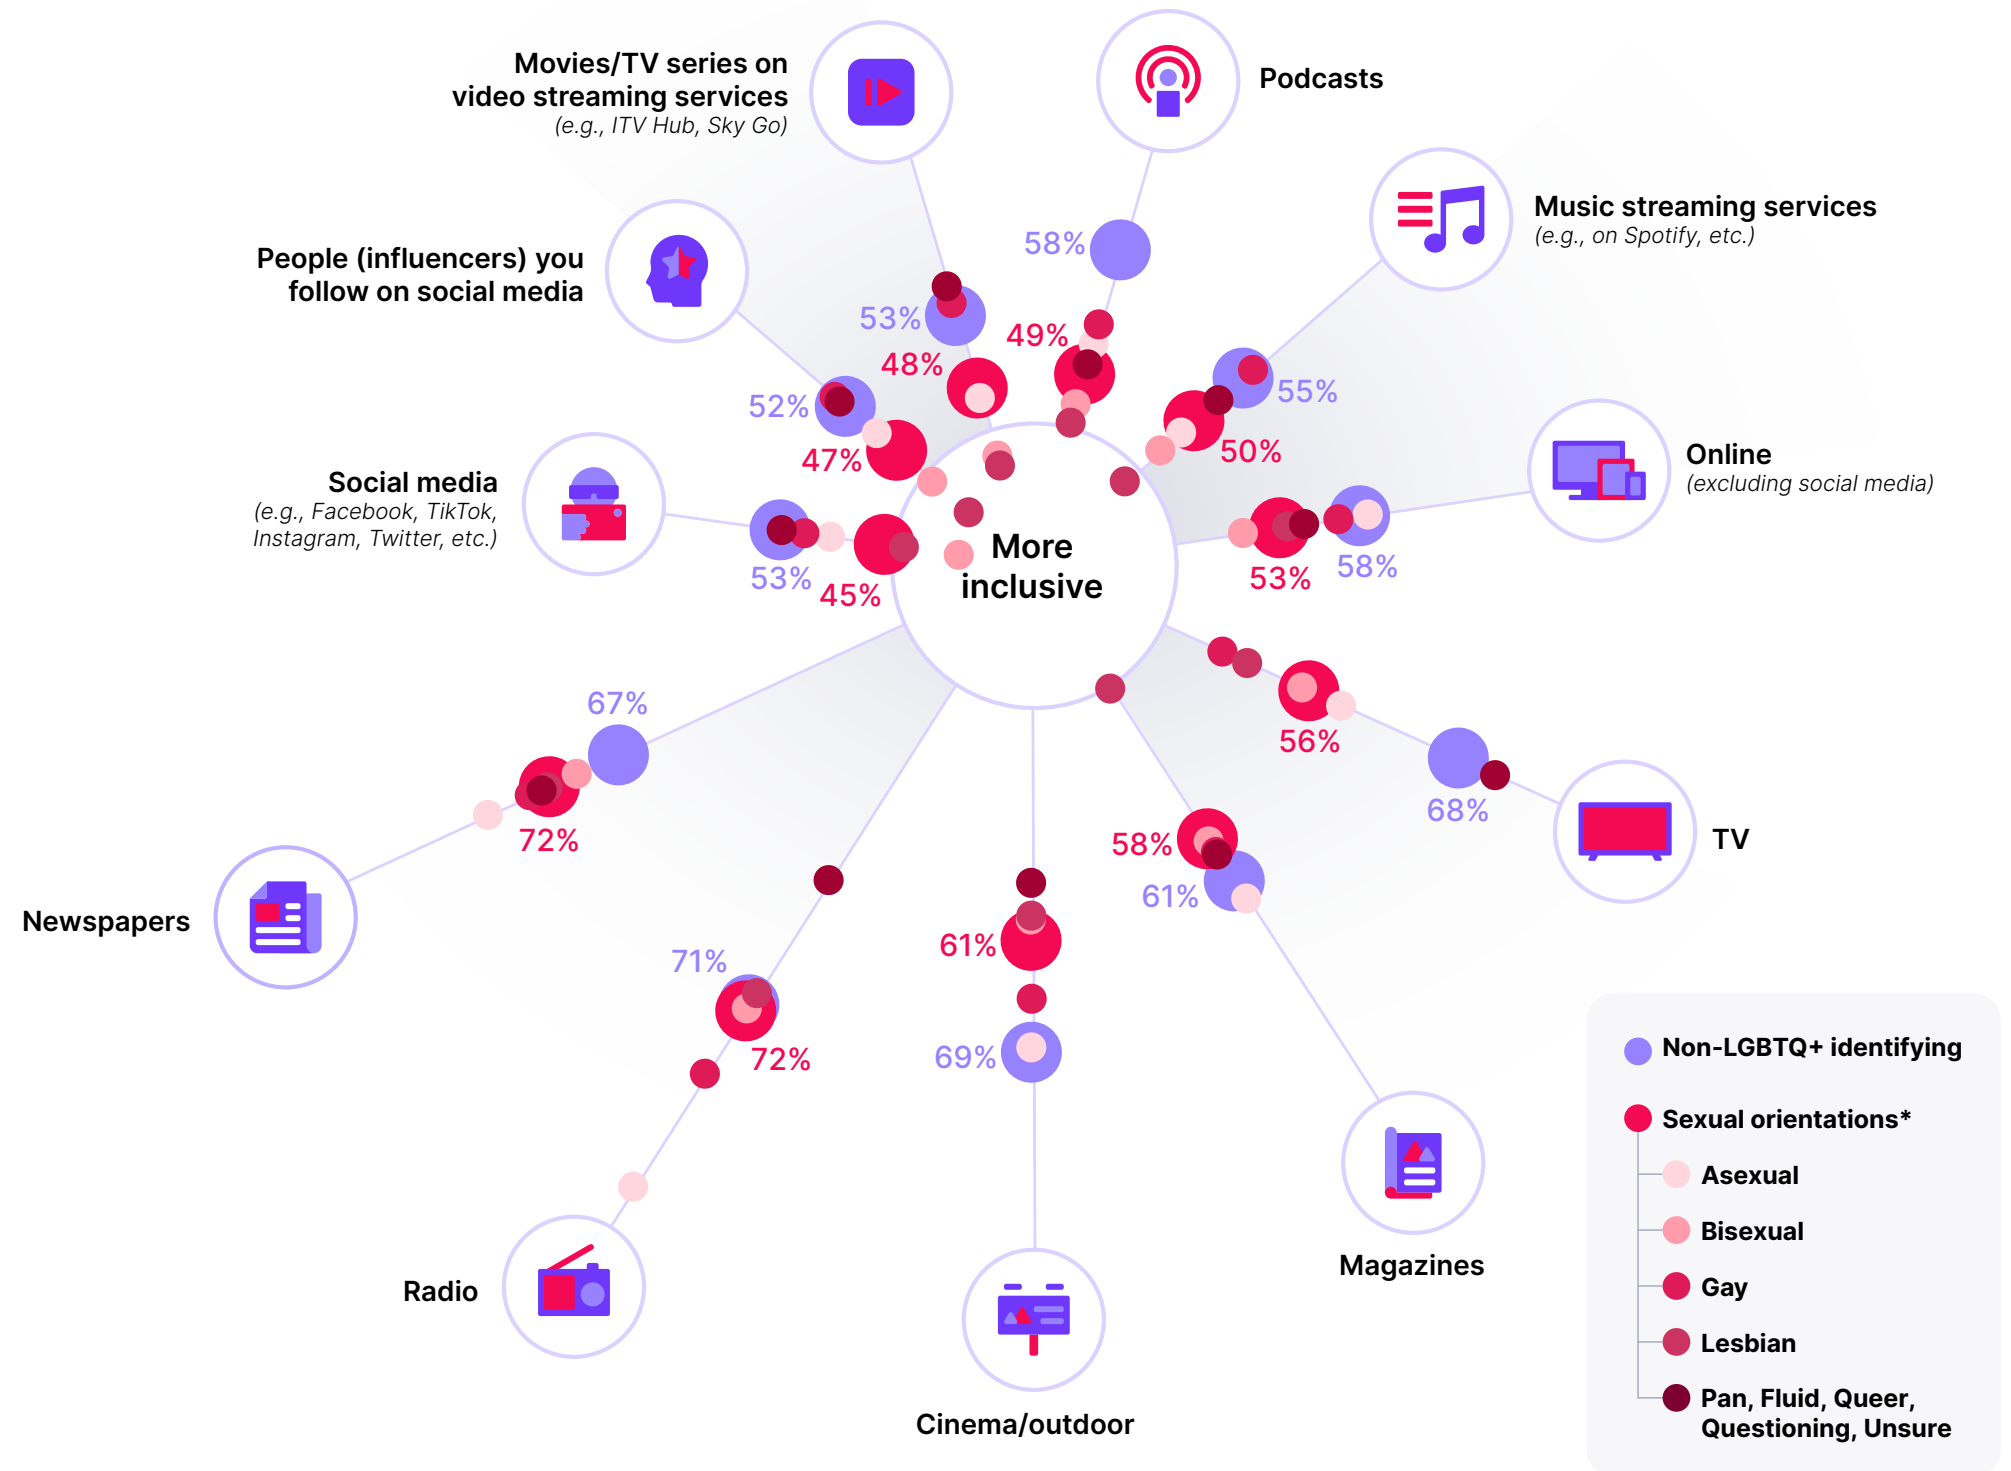 Movies/TV series on
video streaming services
(e.g., ITV Hub, Sky Go)
Podcasts
Music streaming services
(e.g., on Spotify, etc.)
People (influencers) you
follow on social media
58%
53%
49%
48%
55%
52%
50%
47%
Social media
(e.g., Facebook, TikTok,
Instagram, Twitter, etc.)
Online
(excluding social media)
53%
45%
More
inclusive
53%
58%
67%
72%
56%
68%
TV
58%
61%
Newspapers
71%
72%
61%
69%
Radio
Cinema/outdoor
Magazines
Non-LGBTQ+ identifying
Sexual orientations*
Asexual
Bisexual
Gay
Lesbian
Pan, Fluid, Queer,
Questioning, Unsure